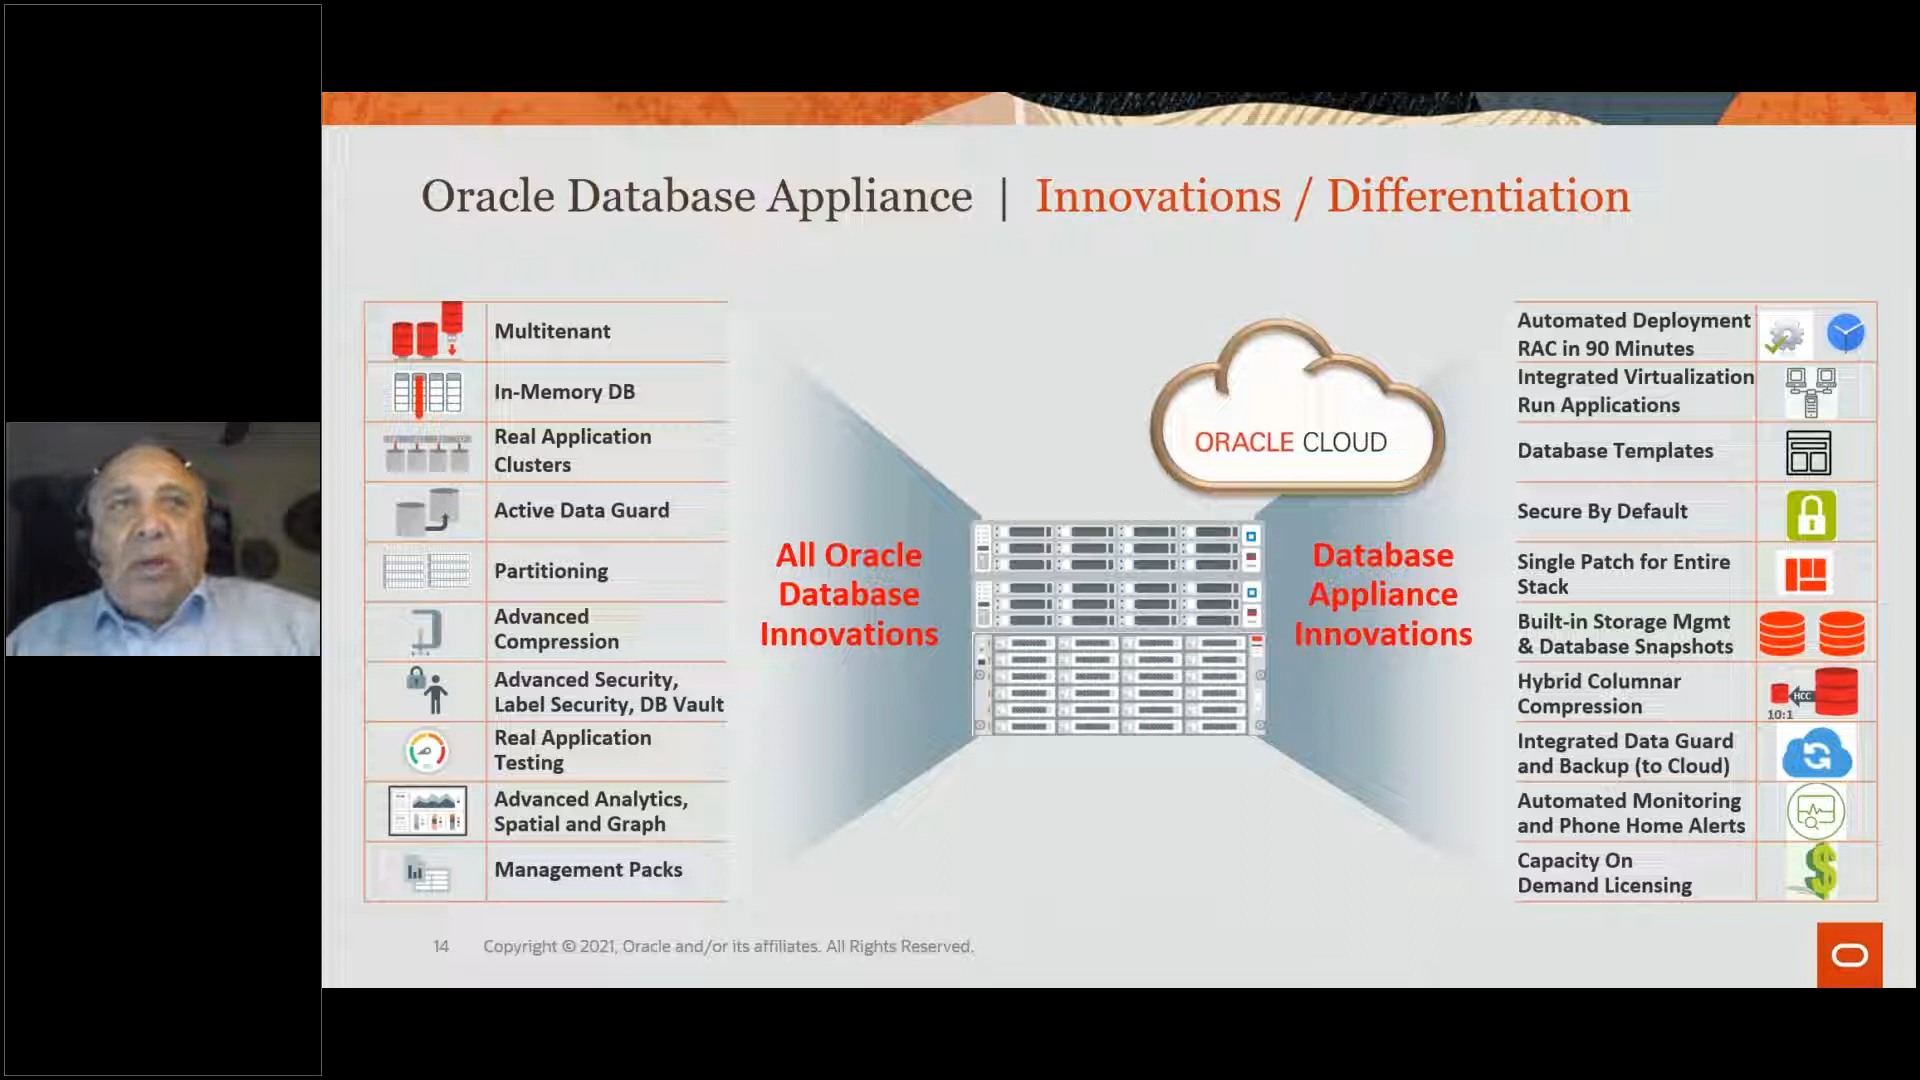 Oracle Database Appliance | Innovations / Differentiation
Multitenant
In-Memory DB
Real Application
Clusters
Active Data Guard
Partitioning
Advanced
Compression
Advanced Security,
Label Security, DB Vault
Real Application
Testing
Advanced Analytics,
Spatial and Graph
Management Packs
All Oracle
Database
Innovations
ORACLE CLOUD
Database
Appliance
Innovations
Automated Deployment
RAC in 90 Minutes
Integrated Virtualization
Run Applications
Database Templates
Secure By Default
Single Patch for Entire
Stack
Built-in Storage Mgmt
& Database Snapshots
Hybrid Columnar
Compression
HCC
10:1
Integrated Data Guard
and Backup (to Cloud)
Automated Monitoring
and Phone Home Alerts
Capacity On
Demand Licensing
$
14 Copyright © 2021, Oracle and/or its affiliates. All Rights Reserved.